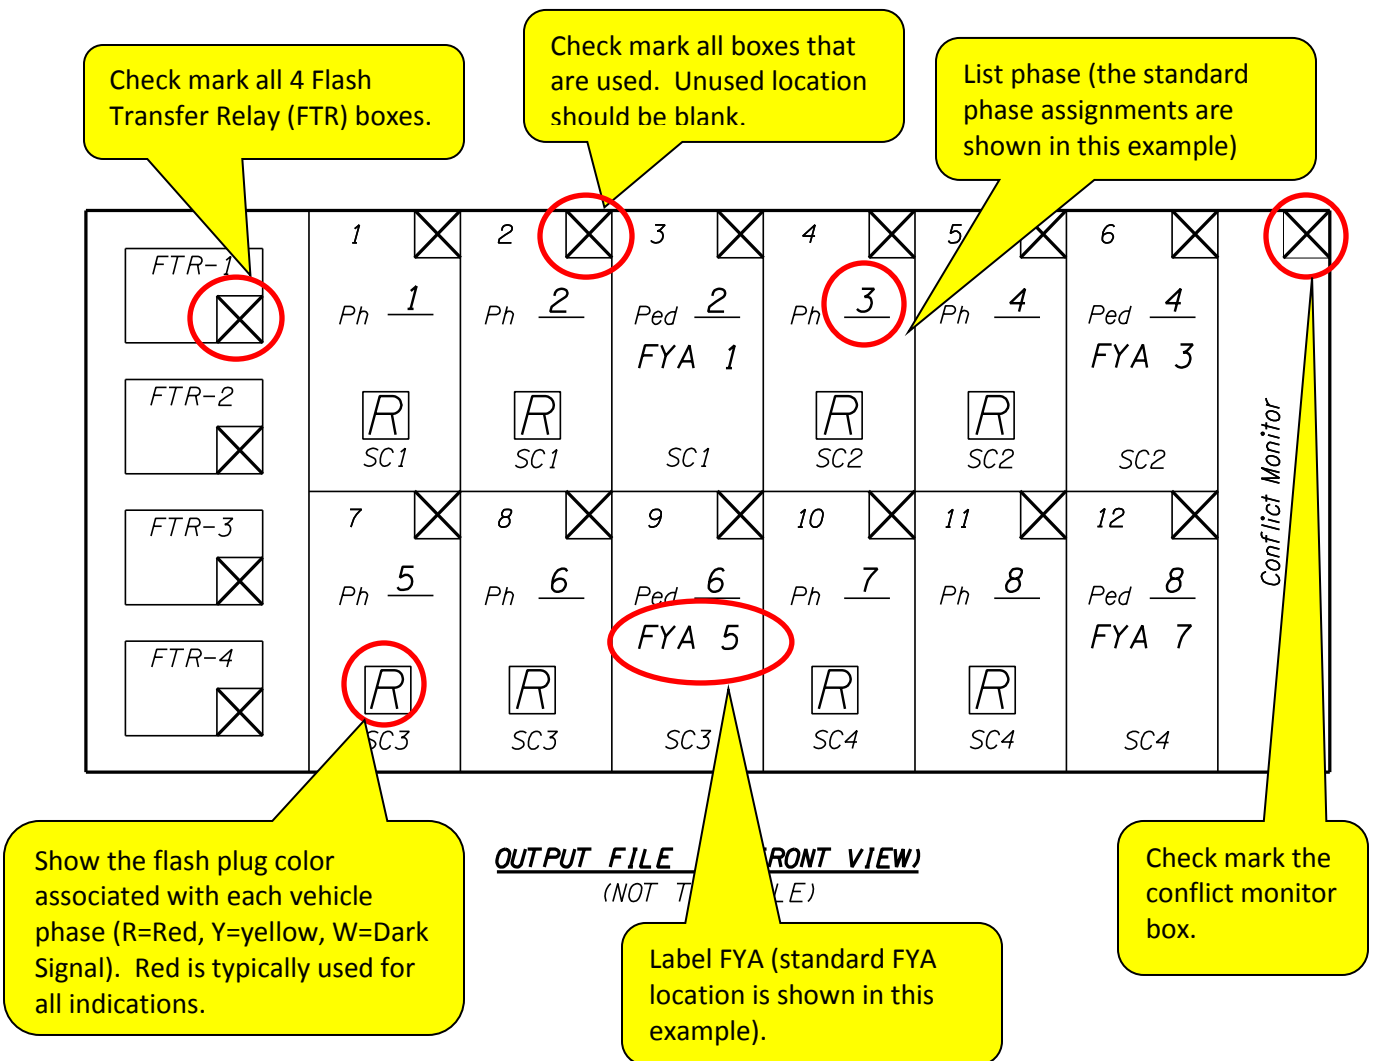 Check mark all 4 Flash
Transfer Relay (FTR) boxes.
Check mark all boxes that
are used.  Unused location
should be blank.
List phase (the standard
phase assignments are
shown in this example)
FTR-1
FTR-2
FTR-3
FTR-4
1
Ph 1
R
SC1
2
Ph 2
R
SC1
3
Ped 2
FYA 1
SC1
4
Ph 3
R
SC2
5
Ph 4
R
SC2
6
Ped 4
FYA 3
SC2
7
Ph 5
R
SC3
8
Ph 6
R
SC3
9
Ped 6
FYA 5
SC3
10
Ph 7
R
SC4
11
Ph 8
R
SC4
12
Ped 8
FYA 7
SC4
Conflict Monitor
OUTPUT FILE RONT VIEW)
(NOT T LE)
Show the flash plug color
associated with each vehicle
phase (R=Red, Y=yellow, W=Dark
Signal).  Red is typically used for
all indications.
Label FYA (standard FYA
location is shown in this
example).
Check mark the
conflict monitor
box.